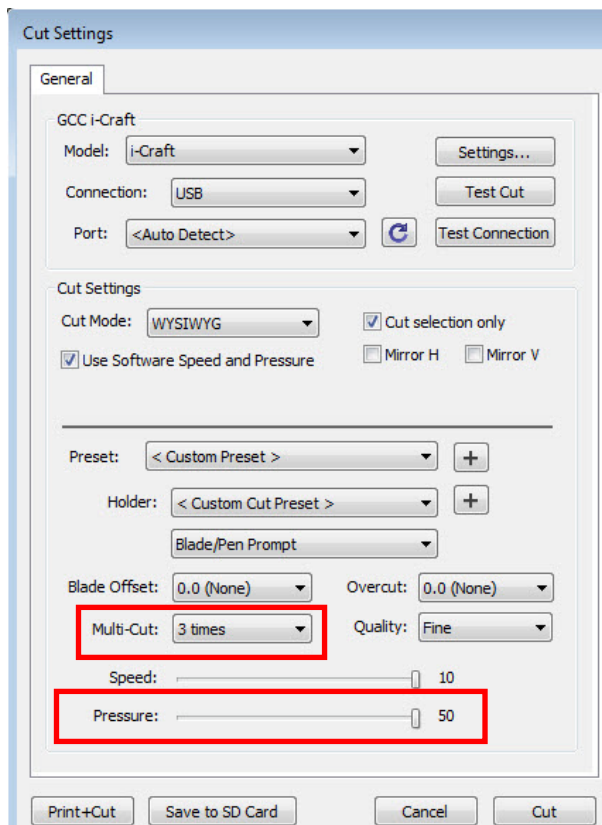 Cut Settings
General
GCC i-Craft
Model: i-Craft Settings...
Connection: USB Test Cut
Port: <Auto Detect> Test Connection
Cut Settings
Cut Mode: WYSIWYG Cut selection only
Use Software Speed and Pressure Mirror H Mirror V
Preset: < Custom Preset > +
Holder: < Custom Cut Preset > +
Blade/Pen Prompt
Blade Offset: 0.0 (None) Overcut: 0.0 (None)
Multi-Cut: 3 times Quality: Fine
Speed: 10
Pressure: 50
Print+Cut Save to SD Card Cancel Cut